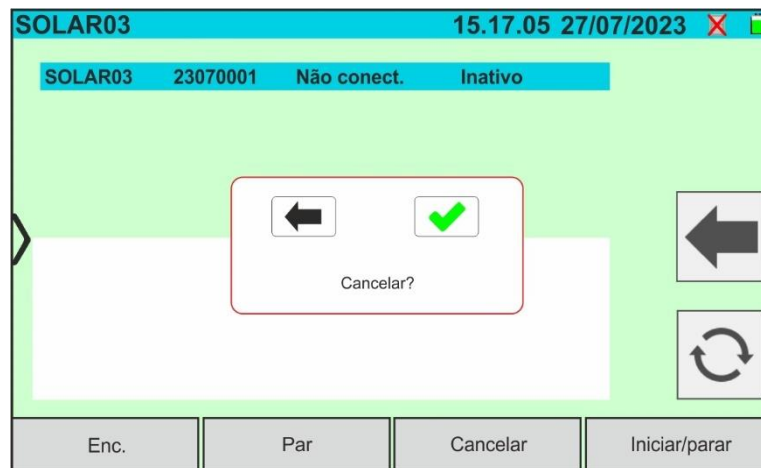 SOLAR03 15.17.05 27/07/2023
SOLAR03 23070001 Não conect. Inativo
Cancelar?
Enc. Par Cancelar Iniciar/parar